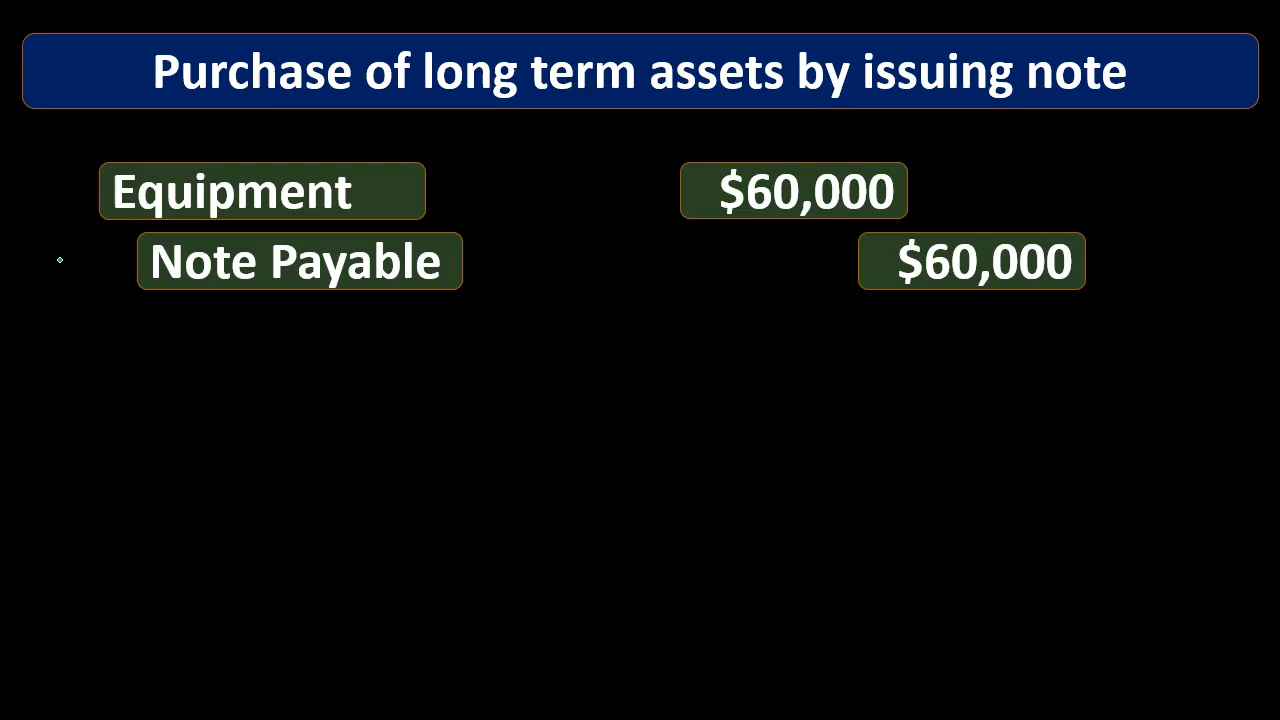 Purchase of long term assets by issuing note
Equipment $60,000
Note Payable $60,000